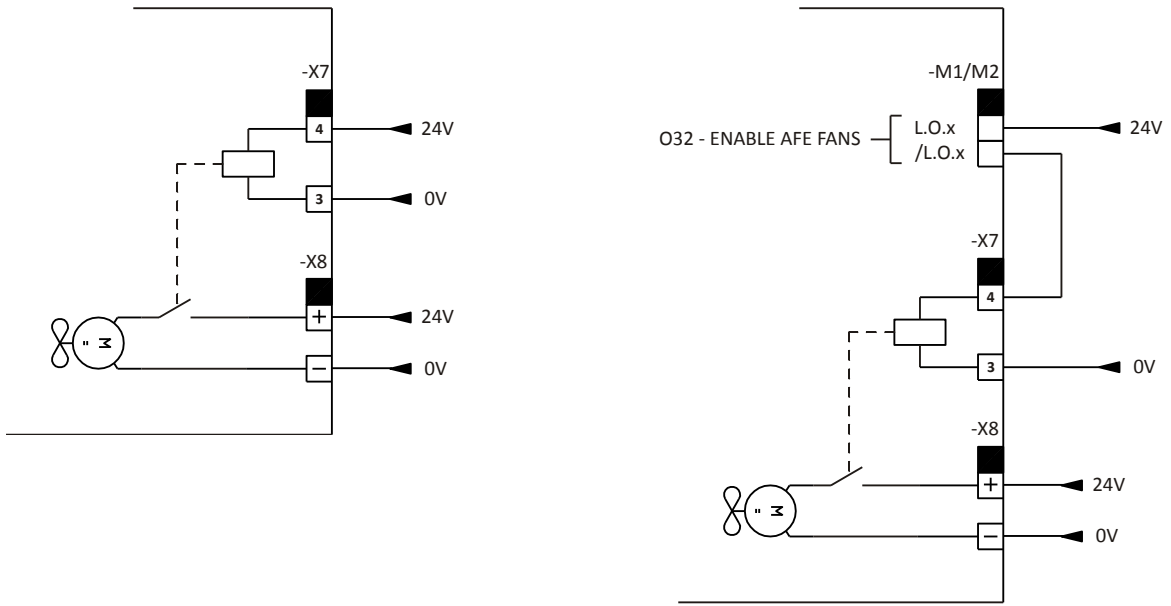 -X7
4
24V
3
0V
-X8
+
24V
M
=
−
0V
-M1/M2
O32 - ENABLE AFE FANS
L.O.x
24V
/L.O.x
-X7
4
3
0V
-X8
+
24V
M
=
−
0V